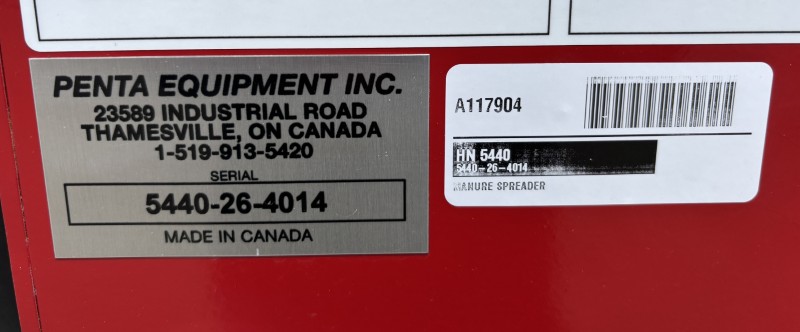 PENTA EQUIPMENT INC.
23589 INDUSTRIAL ROAD
THAMESVILLE, ON CANADA
1-519-913-5420
SERIAL
5440-26-4014
MADE IN CANADA
A117904
HN 5440
5440-26-4014
MANURE SPREADER